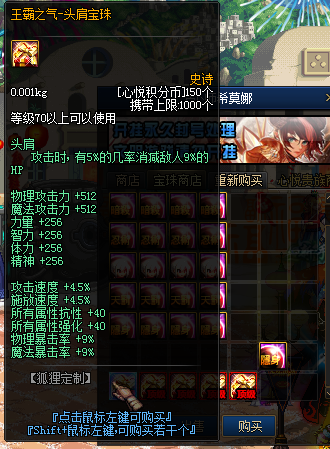 王霸之气-头肩宝珠
史诗
0.001kg
[心悦积分币]150个
携带上限:1000个
等级70以上可以使用
头肩
攻击时,有5%的几率消减敌人9%的
HP
物理攻击力 +512
魔法攻击力 +512
力量 +256
智力 +256
体力 +256
精神 +256
攻击速度 +4.5%
施放速度 +4.5%
所有属性抗性 +40
所有属性强化 +40
物理暴击率 +9%
魔法暴击率 +9%
【狐狸定制】
『点击鼠标左键可购买』
『Shift+鼠标左键,可购买若干个』
希莫娜
商店
宝珠商店
重新购买
购买